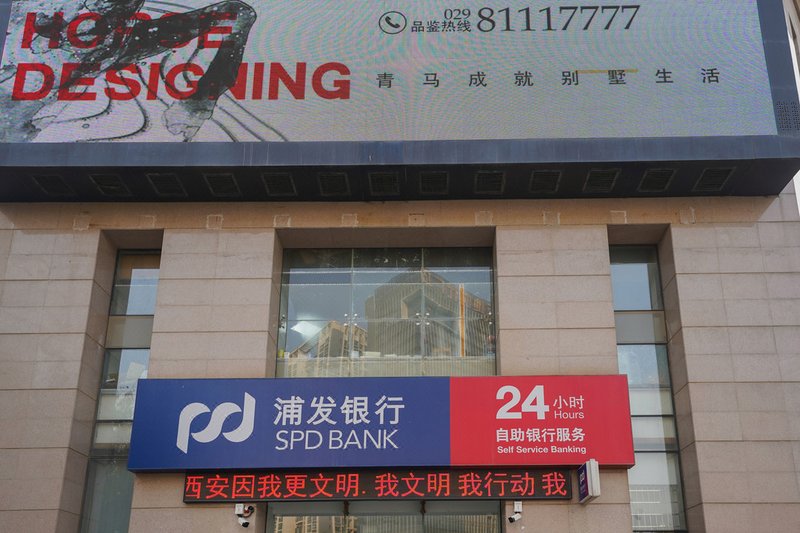 HORSE
DESIGNING
品鉴热线 029 81117777
青马成就别墅生活
浦发银行
SPD BANK
24小时
Hours
自助银行服务
Self Service Banking
西安因我更文明.我文明我行动 我